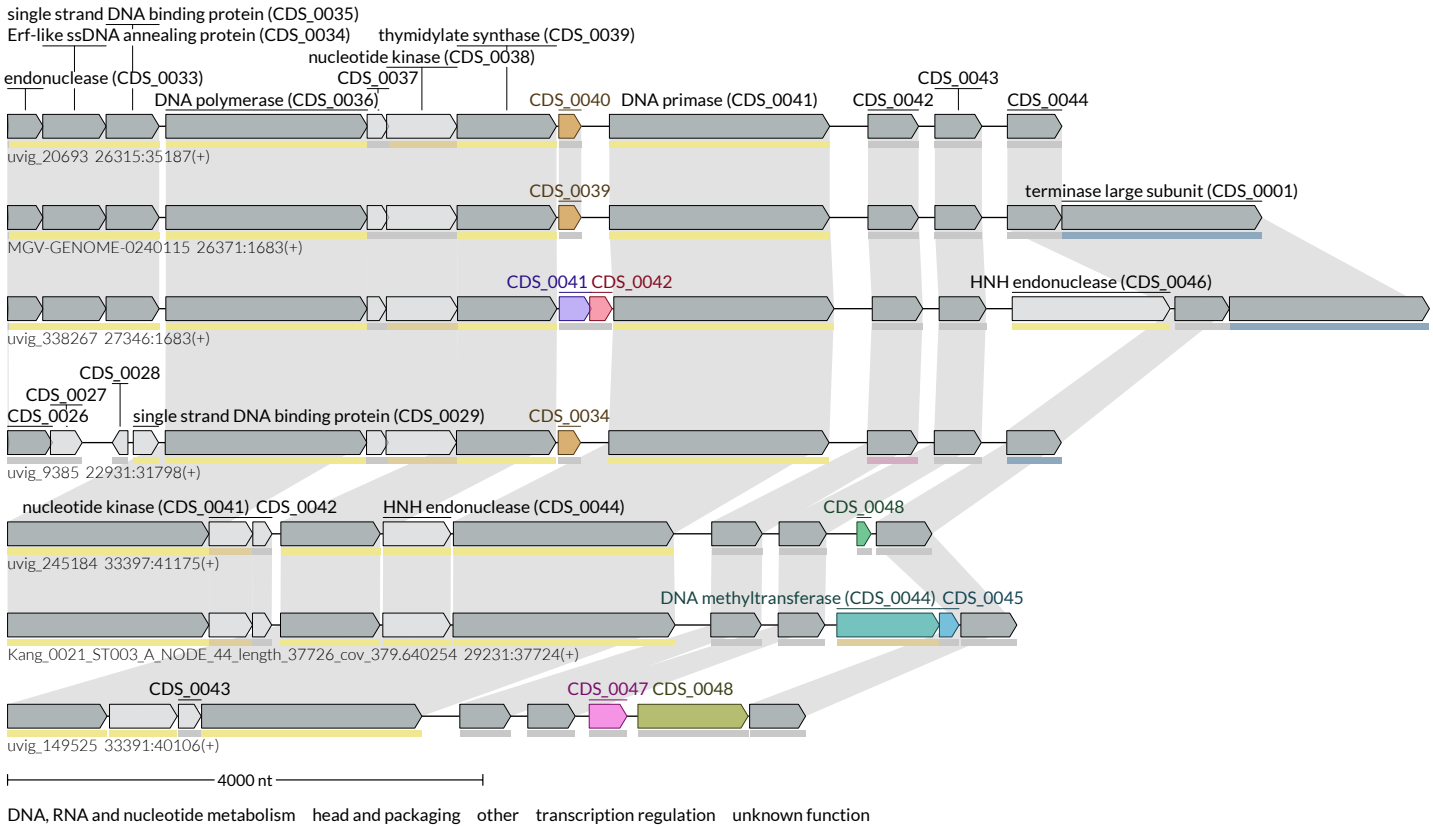 single strand DNA binding protein (CDS_0035)
Erf-like ssDNA annealing protein (CDS_0034) thymidylate synthase (CDS_0039)
nucleotide kinase (CDS_0038)
endonuclease (CDS_0033) CDS_0037 CDS_0043
DNA polymerase (CDS_0036) CDS_0040 DNA primase (CDS_0041) CDS_0042 CDS_0044
uvig_20693 26315:35187(+)
CDS_0039 terminase large subunit (CDS_0001)
MGV-GENOME-0240115 26371:1683(+)
CDS_0041 CDS_0042 HNH endonuclease (CDS_0046)
uvig_338267 27346:1683(+)
CDS_0028
CDS_0027
CDS_0026 single strand DNA binding protein (CDS_0029) CDS_0034
uvig_9385 22931:31798(+)
nucleotide kinase (CDS_0041) CDS_0042 HNH endonuclease (CDS_0044) CDS_0048
uvig_245184 33397:41175(+)
DNA methyltransferase (CDS_0044) CDS_0045
Kang_0021_ST003_A_NODE_44_length_37726_cov_379.640254 29231:37724(+)
CDS_0043 CDS_0047 CDS_0048
uvig_149525 33391:40106(+)
4000 nt
DNA, RNA and nucleotide metabolism head and packaging other transcription regulation unknown function